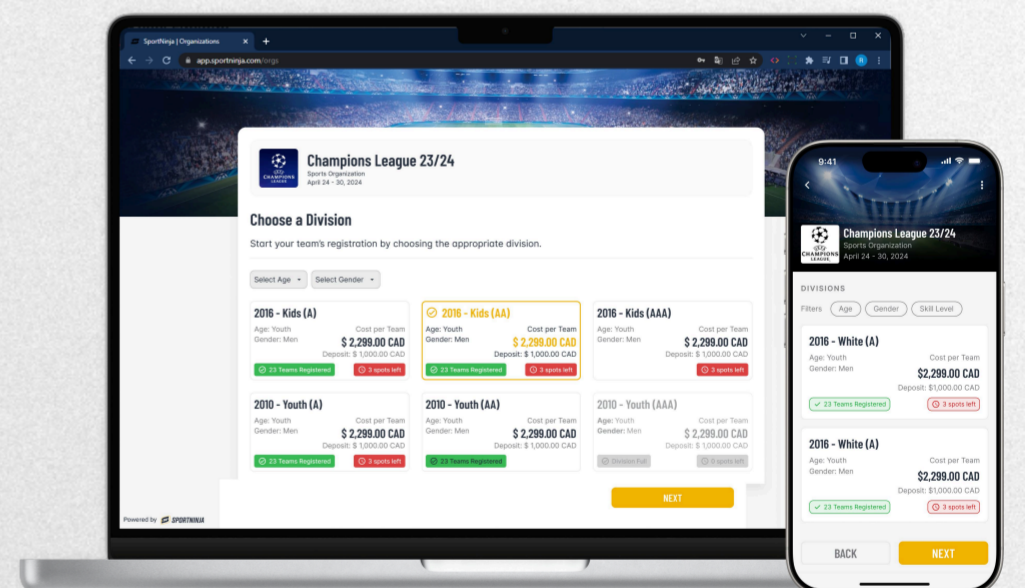 SportNinja | Organizations
app.sportninja.com/orgs
CHAMPIONS
LEAGUE
Champions League 23/24
Sports Organization
April 24 - 30, 2024
Choose a Division
Start your team's registration by choosing the appropriate division.
Select Age
Select Gender
2016 - Kids (A)
Age: Youth
Gender: Men
Cost per Team
$ 2,299.00 CAD
Deposit: $ 1,000.00 CAD
23 Teams Registered
3 spots left
2016 - Kids (AA)
Age: Youth
Gender: Men
Cost per Team
$ 2,299.00 CAD
Deposit: $ 1,000.00 CAD
23 Teams Registered
3 spots left
2016 - Kids (AAA)
Age: Youth
Gender: Men
Cost per Team
$ 2,299.00 CAD
Deposit: $ 1,000.00 CAD
3 spots left
2010 - Youth (A)
Age: Youth
Gender: Men
Cost per Team
$ 2,299.00 CAD
Deposit: $ 1,000.00 CAD
23 Teams Registered
3 spots left
2010 - Youth (AA)
Age: Youth
Gender: Men
Cost per Team
$ 2,299.00 CAD
Deposit: $ 1,000.00 CAD
23 Teams Registered
2010 - Youth (AAA)
Age: Youth
Gender: Men
Cost per Team
$ 2,299.00 CAD
Deposit: $ 1,000.00 CAD
Division Full
0 spots left
NEXT
Powered by SPORTNINJA
9:41
CHAMPIONS
LEAGUE
Champions League 23/24
Sports Organization
April 24 - 30, 2024
DIVISIONS
Filters
Age
Gender
Skill Level
2016 - White (A)
Age: Youth
Gender: Men
Cost per Team
$2,299.00 CAD
Deposit: $1,000.00 CAD
23 Teams Registered
3 spots left
2016 - White (A)
Age: Youth
Gender: Men
Cost per Team
$2,299.00 CAD
Deposit: $1,000.00 CAD
23 Teams Registered
3 spots left
BACK
NEXT